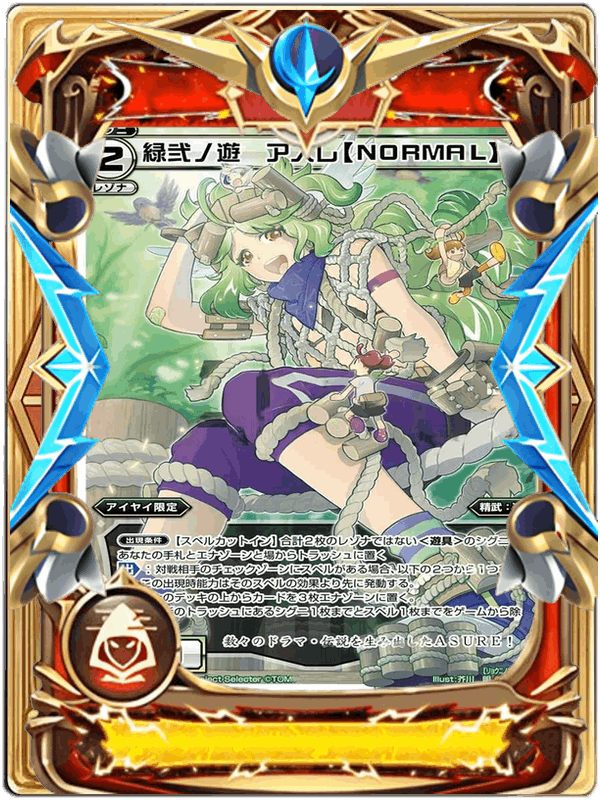 2
緑弐ノ遊 アスレ【NORMAL】
レゾナ
アイヤイ限定
精武：
出現条件 【スペルカットイン】合計2枚のレゾナではない＜遊具＞のシグニ
あなたの手札とエナゾーンと場からトラッシュに置く
出：対戦相手のチェックゾーンにスペルがある場合、以下の2つから1つ
この出現時能力はそのスペルの効果より先に発動する。
のデッキの上からカードを3枚エナゾーンに置く。
のトラッシュにあるシグニ1枚までとスペル1枚までをゲームから除
数々のドラマ・伝説を生み出したASURE！
lect Selector ©TOM
Illust:芥川 明